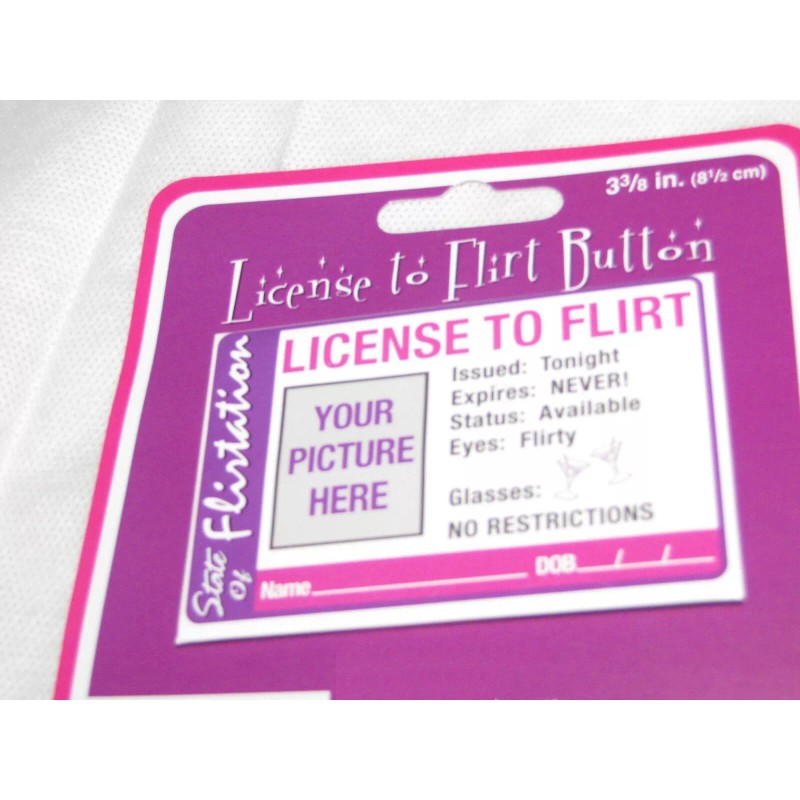 3³/₈ in. (8½ cm)
License to Flirt Button
LICENSE TO FLIRT
State Of Flirtation
YOUR
PICTURE
HERE
Issued: Tonight
Expires: NEVER!
Status: Available
Eyes: Flirty
Glasses:
NO RESTRICTIONS
Name
DOB / /